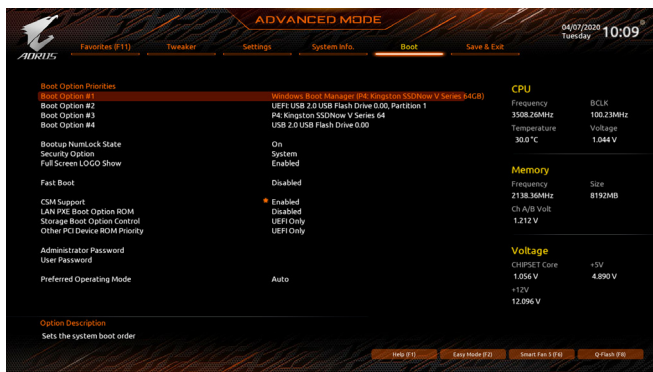 ADVANCED MODE
04/07/2020 Tuesday 10:09
AORUS
Favorites (F11) Tweaker Settings System Info. Boot Save & Exit
Boot Option Priorities
Boot Option #1 Windows Boot Manager (P4: Kingston SSDNow V Series 64GB)
Boot Option #2 UEFI: USB 2.0 USB Flash Drive 0.00, Partition 1
Boot Option #3 P4: Kingston SSDNow V Series 64
Boot Option #4 USB 2.0 USB Flash Drive 0.00
Bootup NumLock State On
Security Option System
Full Screen LOGO Show Enabled
Fast Boot Disabled
CSM Support Enabled
LAN PXE Boot Option ROM Disabled
Storage Boot Option Control UEFI Only
Other PCI Device ROM Priority UEFI Only
Administrator Password
User Password
Preferred Operating Mode Auto
CPU
Frequency BCLK
3508.26MHz 100.23MHz
Temperature Voltage
30.0 °C 1.044 V
Memory
Frequency Size
2138.36MHz 8192MB
Ch A/B Volt
1.212 V
Voltage
CHIPSET Core +5V
1.056 V 4.890 V
+12V
12.096 V
Option Description
Sets the system boot order
Help (F1) Easy Mode (F2) Smart Fan 5 (F6) Q-Flash (F8)